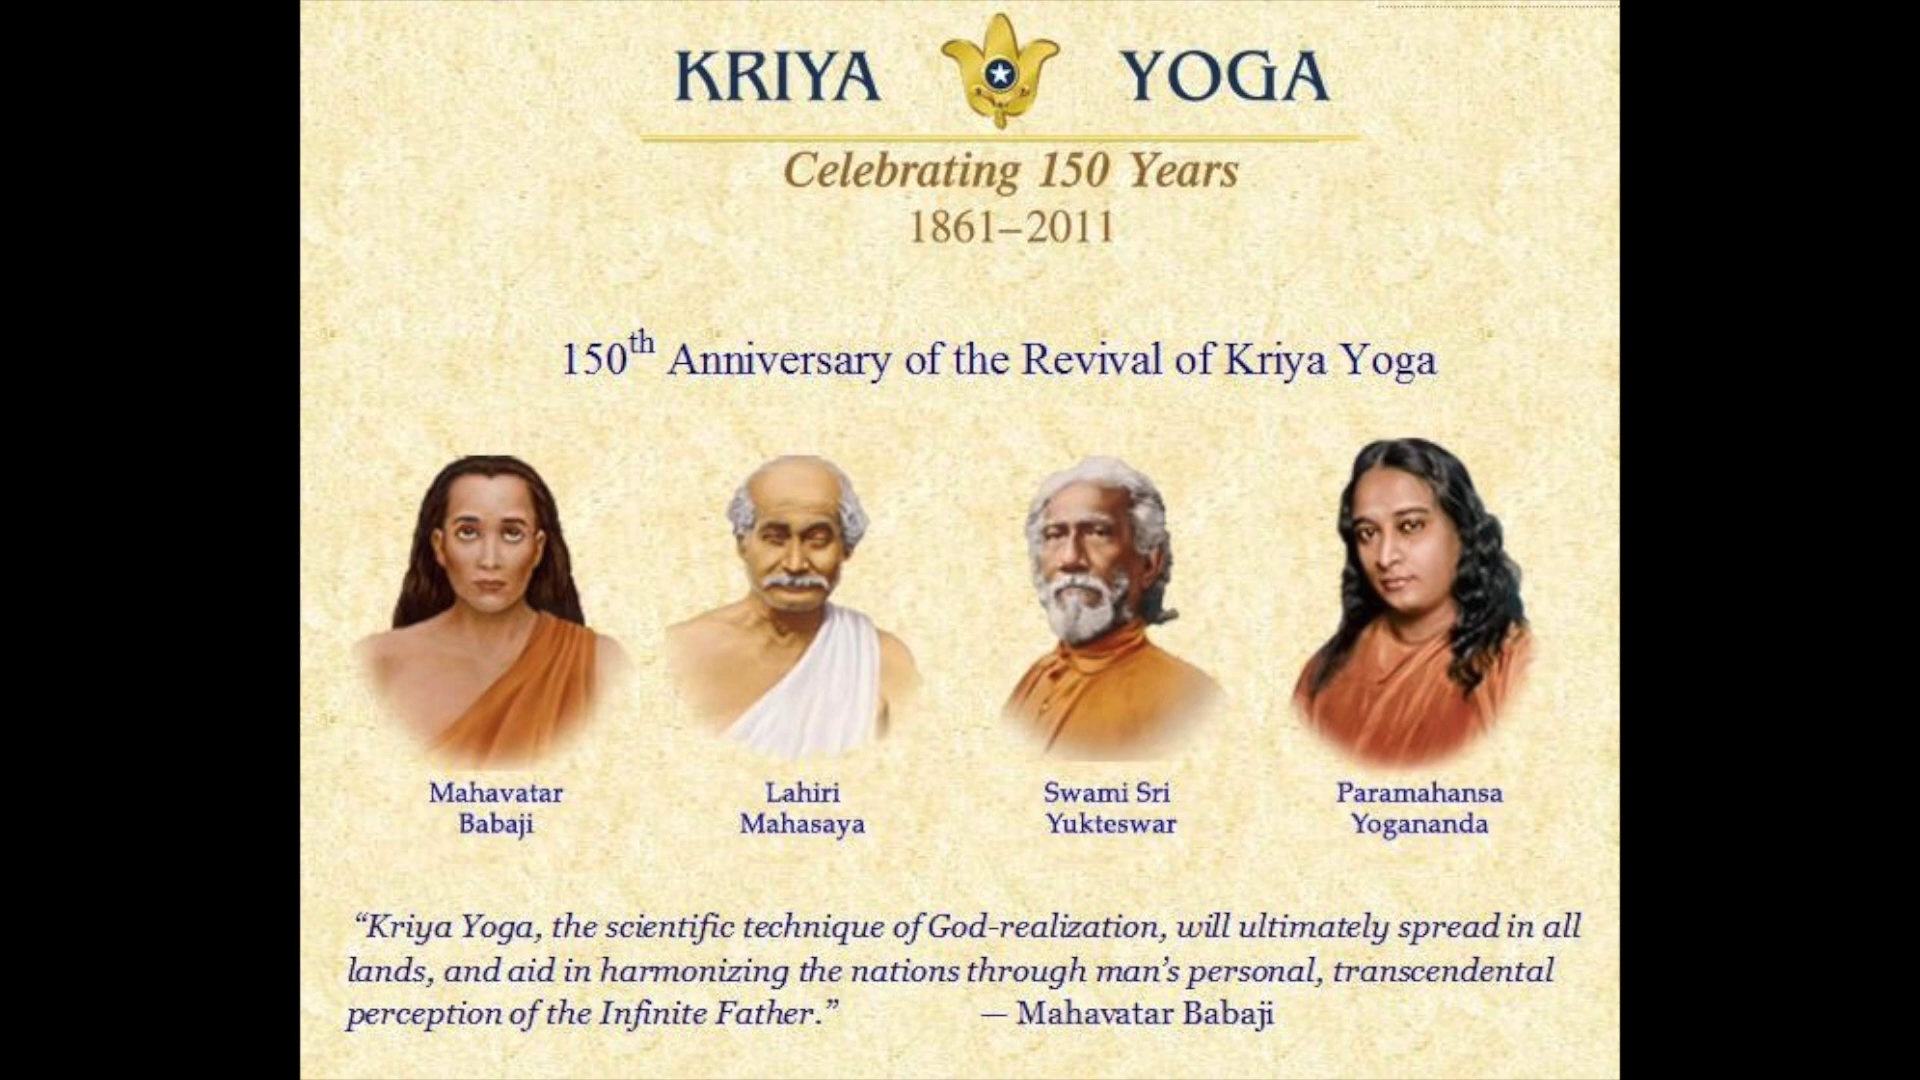 KRIYA YOGA
Celebrating 150 Years
1861–2011
150th Anniversary of the Revival of Kriya Yoga
Mahavatar Babaji
Lahiri Mahasaya
Swami Sri Yukteswar
Paramahansa Yogananda
“Kriya Yoga, the scientific technique of God-realization, will ultimately spread in all
lands, and aid in harmonizing the nations through man’s personal, transcendental
perception of the Infinite Father.” — Mahavatar Babaji